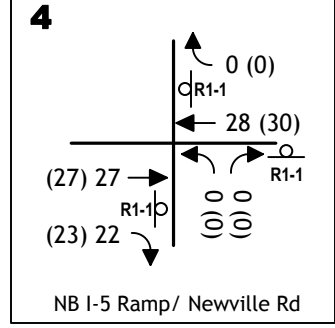 4
0 (0)
R1-1
28 (30)
(27) 27
R1-1
R1-1
(23) 22
(0) 0
(0) 0
NB I-5 Ramp/ Newville Rd